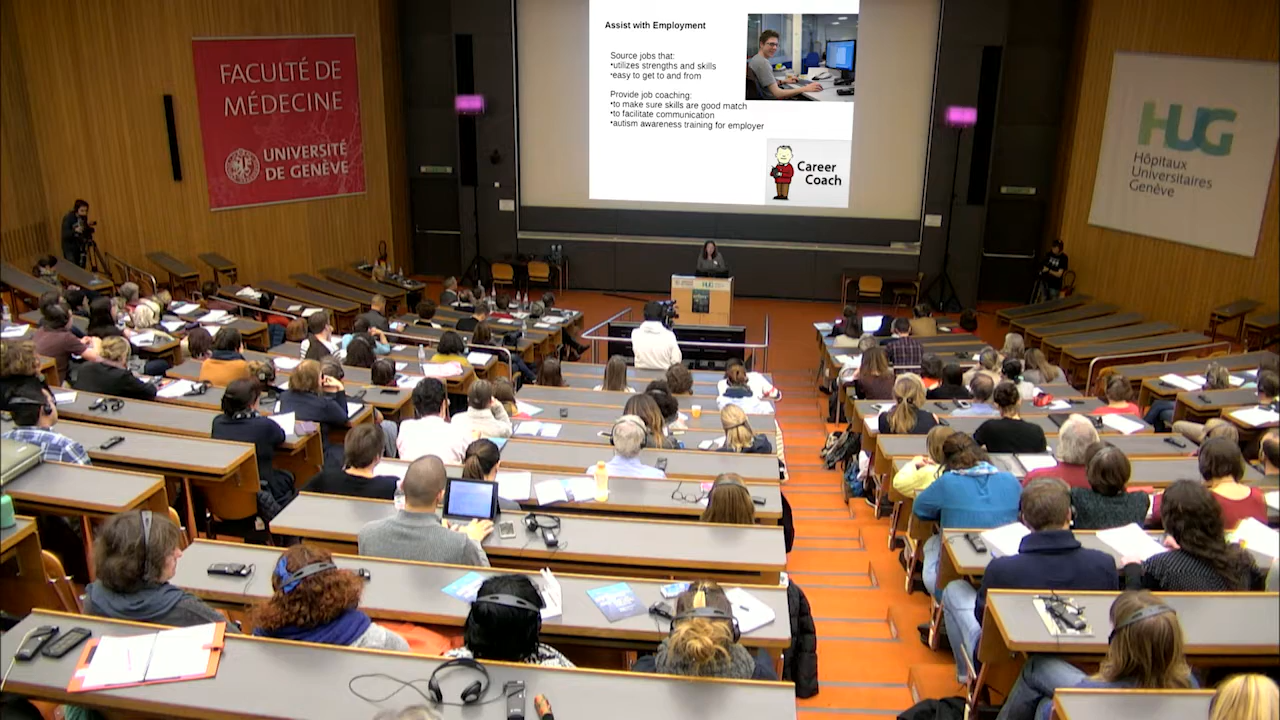 FACULTÉ DE
MÉDECINE
UNIVERSITÉ
DE GENÈVE
Assist with Employment
Source jobs that:
•utilizes strengths and skills
•easy to get to and from
Provide job coaching:
•to make sure skills are good match
•to facilitate communication
•autism awareness training for employer
Career
Coach
HUG
Hôpitaux
Universitaires
Genève
HUG